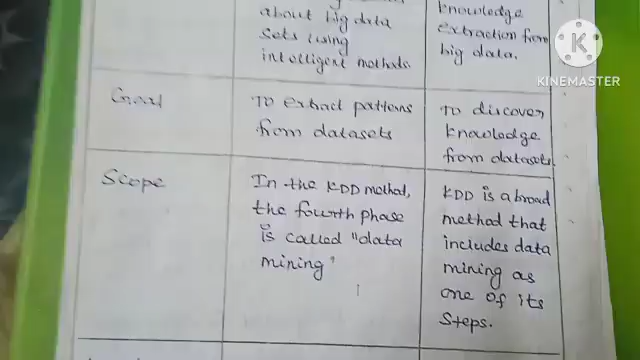 about big data
sets using
intelligent methods.
knowledge
extraction from
big data.
KINEMASTER
Goal
To extract patterns
from datasets
To discover
knowledge
from datasets.
Scope
In the KDD method,
the fourth phase
is called "data
mining"
KDD is a broad
method that
includes data
mining as
one of its
steps.